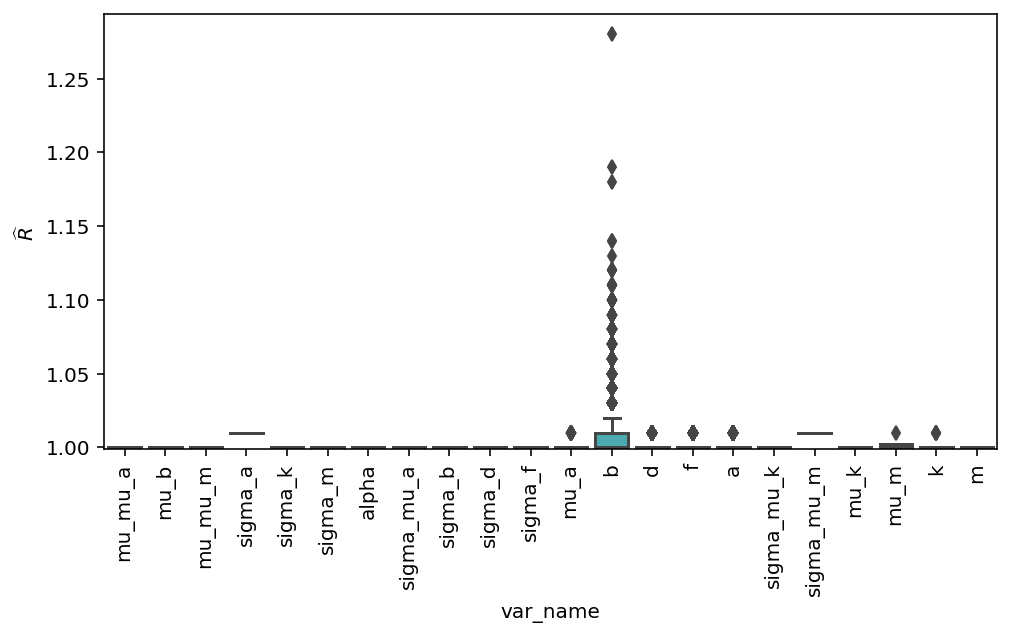 1.25
1.20
1.15
1.10
1.05
1.00
R̂
mu_mu_a
mu_b
mu_mu_m
sigma_a
sigma_k
sigma_m
alpha
sigma_mu_a
sigma_b
sigma_d
sigma_f
mu_a
b
d
f
a
sigma_mu_k
sigma_mu_m
mu_k
mu_m
k
m
var_name